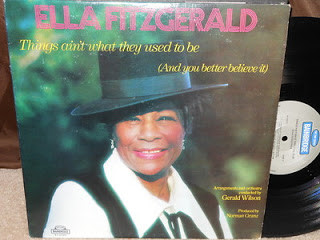 ELLA FITZGERALD
Things ain't what they used to be
(And you better believe it)
Arrangements and orchestra
conducted by
Gerald Wilson
Produced by
Norman Granz
BAINBRIDGE